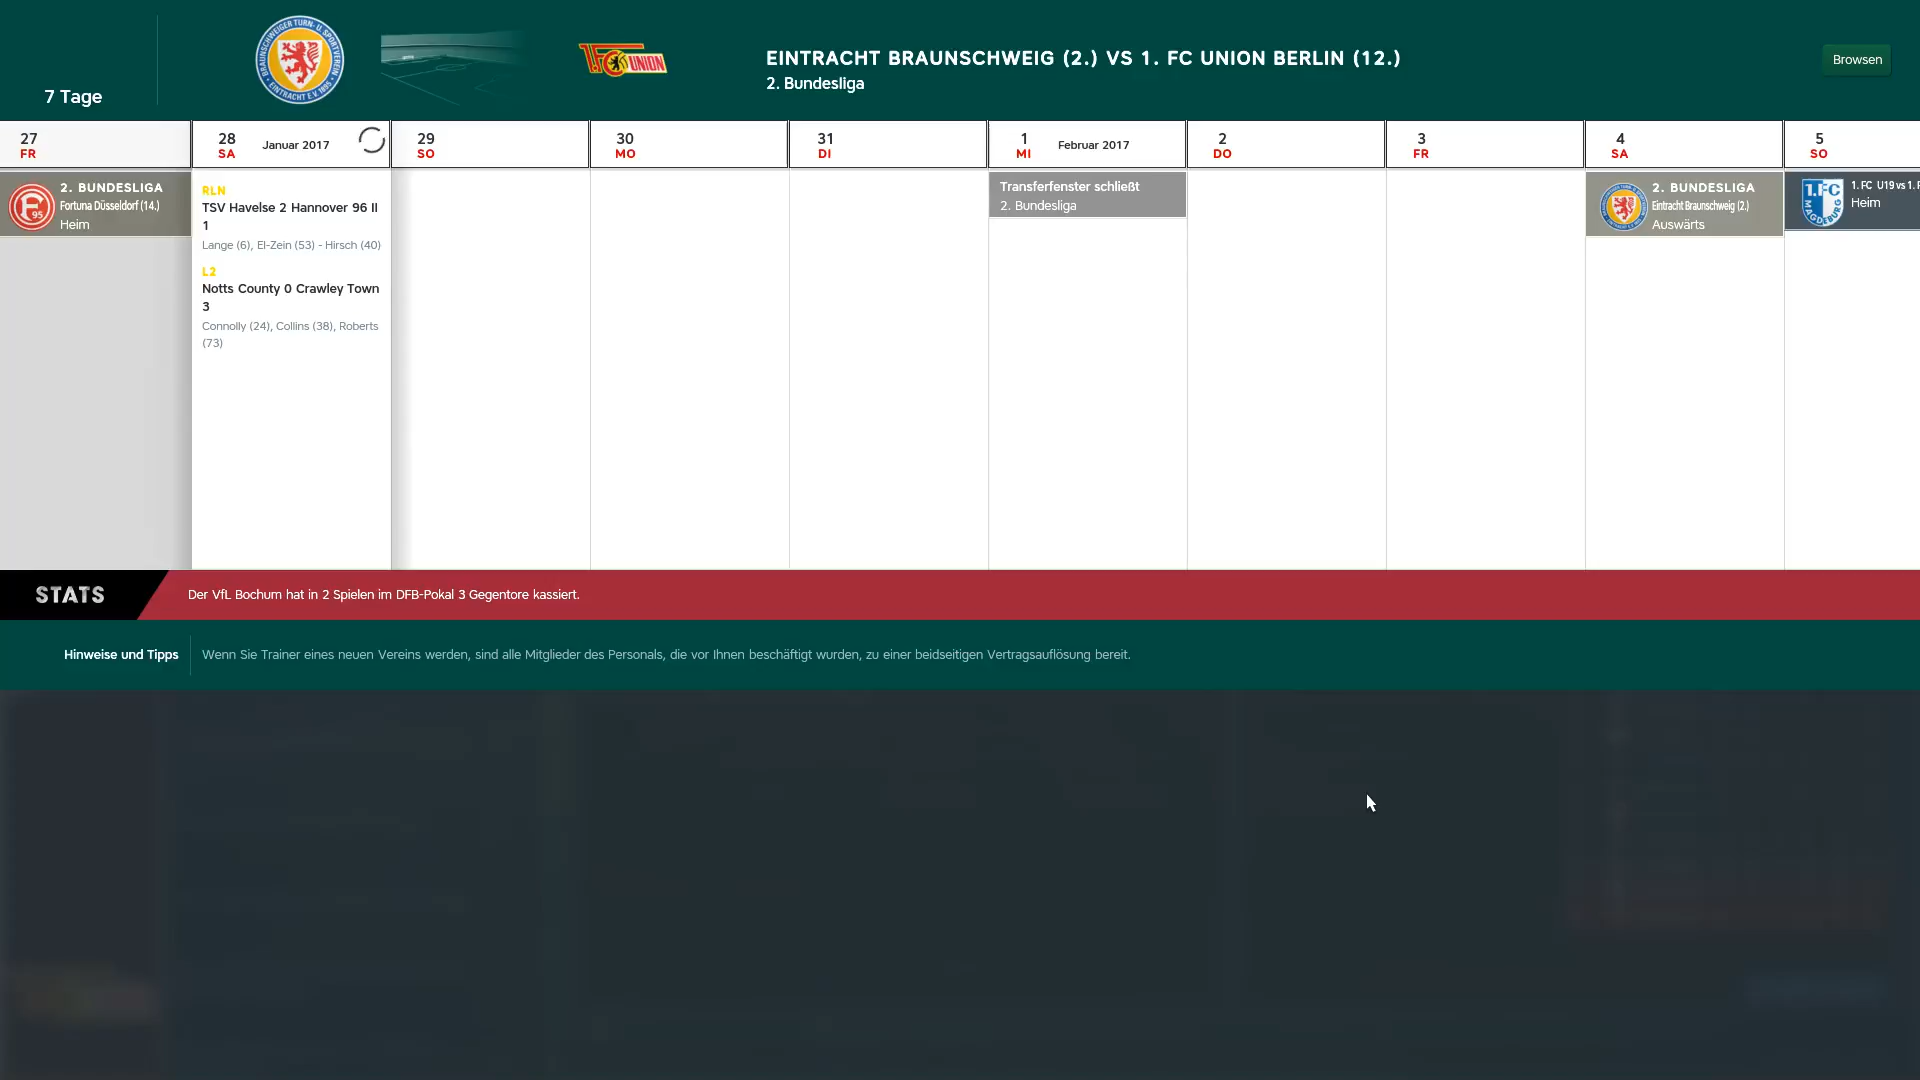 7 Tage
EINTRACHT BRAUNSCHWEIG (2.) VS 1. FC UNION BERLIN (12.)
2. Bundesliga
Browsen
27
FR
28
SA
Januar 2017
29
SO
30
MO
31
DI
1
MI
Februar 2017
2
DO
3
FR
4
SA
5
SO
2. BUNDESLIGA
Fortuna Düsseldorf (14.)
Heim
RLN
TSV Havelse 2 Hannover 96 II
1
Lange (6), El-Zein (53) - Hirsch (40)
L2
Notts County 0 Crawley Town
3
Connolly (24), Collins (38), Roberts
(73)
Transferfenster schließt
2. Bundesliga
2. BUNDESLIGA
Eintracht Braunschweig (2.)
Auswärts
1. FC U19 vs 1. F
Heim
STATS
Der VfL Bochum hat in 2 Spielen im DFB-Pokal 3 Gegentore kassiert.
Hinweise und Tipps
Wenn Sie Trainer eines neuen Vereins werden, sind alle Mitglieder des Personals, die vor Ihnen beschäftigt wurden, zu einer beidseitigen Vertragsauflösung bereit.